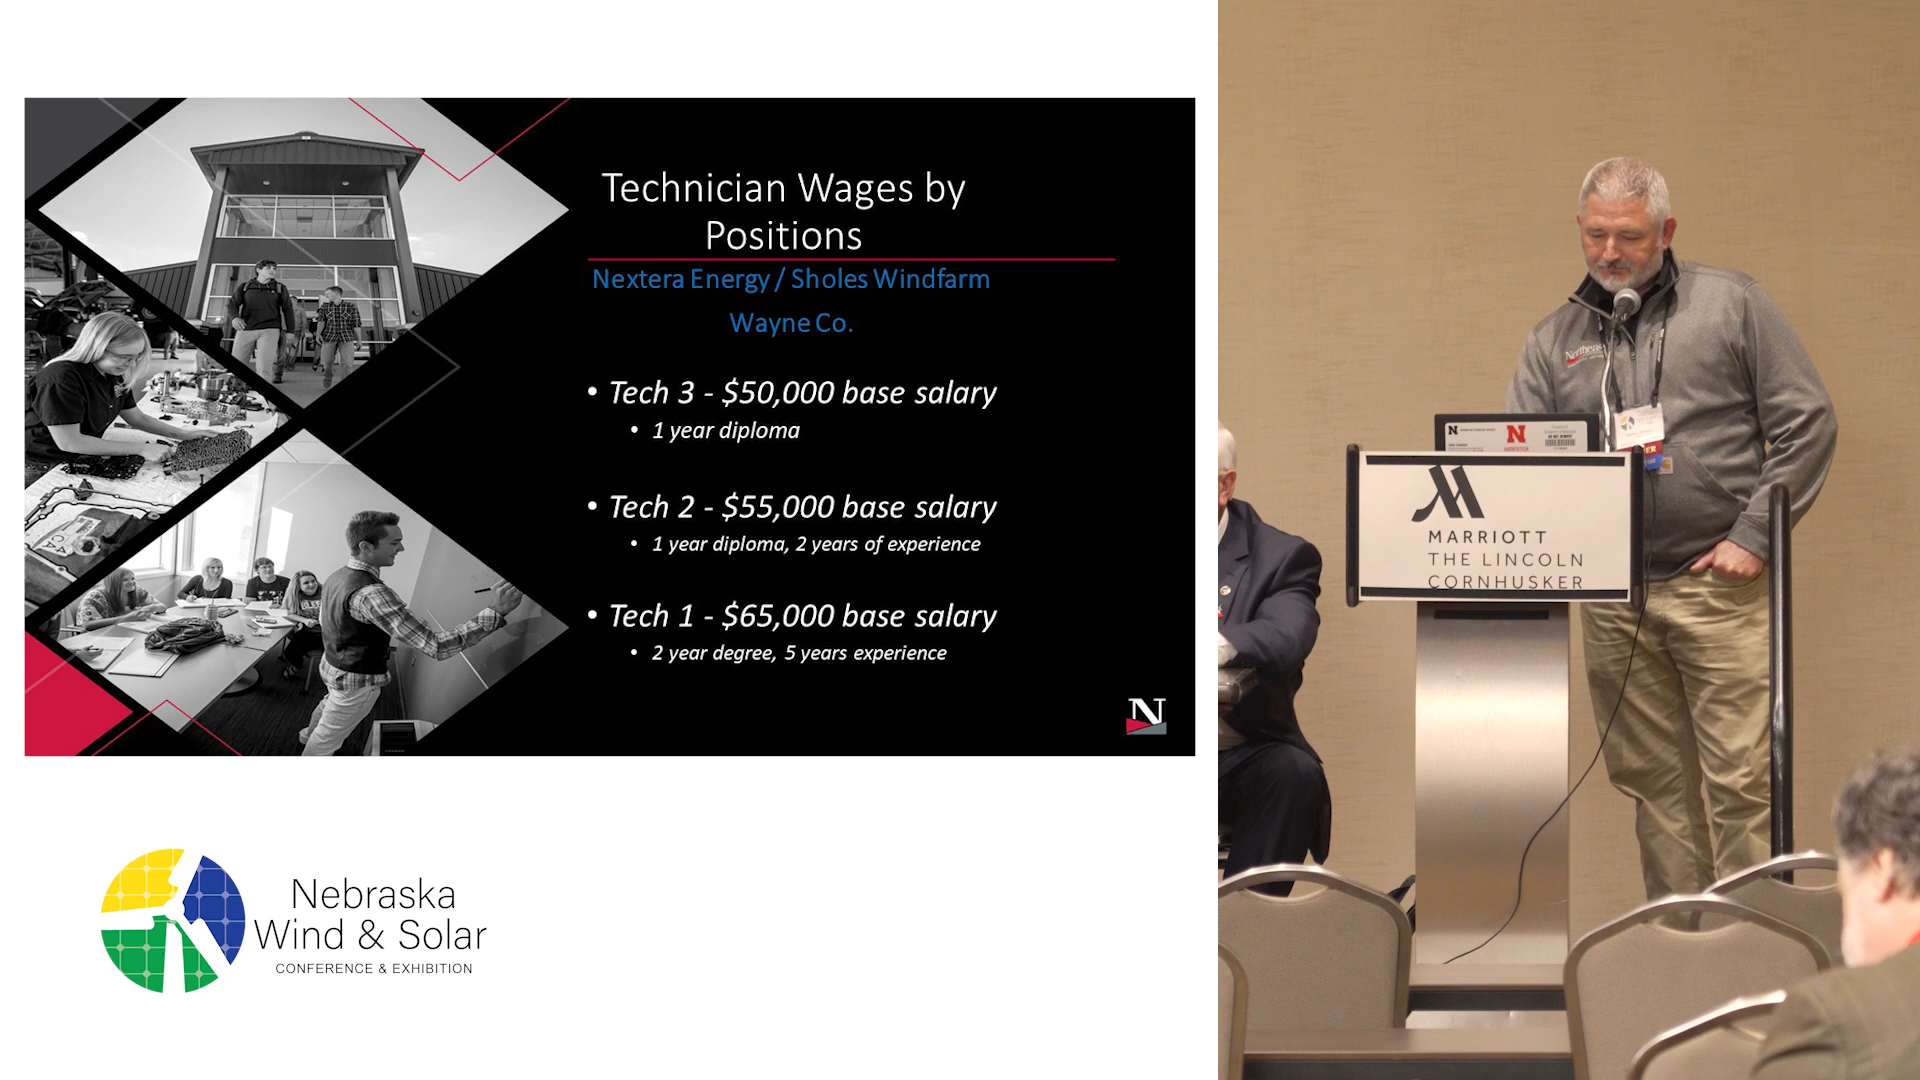 Technician Wages by
Positions
Nextera Energy / Sholes Windfarm
Wayne Co.
• Tech 3 - $50,000 base salary
• 1 year diploma
• Tech 2 - $55,000 base salary
• 1 year diploma, 2 years of experience
• Tech 1 - $65,000 base salary
• 2 year degree, 5 years experience
N
Nebraska
Wind & Solar
CONFERENCE & EXHIBITION
Northeast
N
N
MARRIOTT
THE LINCOLN
CORNHUSKER